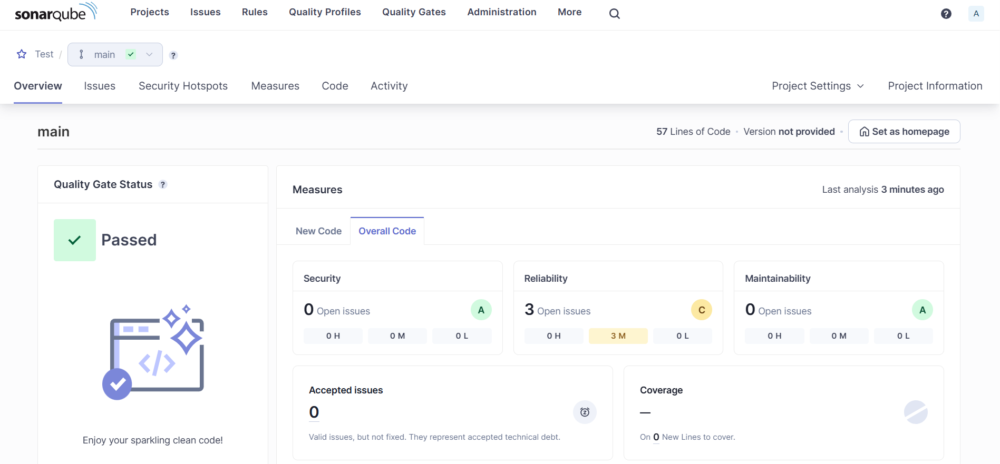 sonarqube Projects Issues Rules Quality Profiles Quality Gates Administration More ? A
Test / main ?
Overview Issues Security Hotspots Measures Code Activity Project Settings Project Information
main 57 Lines of Code • Version not provided • Set as homepage
Quality Gate Status ?
Passed
</>
Enjoy your sparkling clean code!
Measures Last analysis 3 minutes ago
New Code Overall Code
Security
0 Open issues A
0 H 0 M 0 L
Reliability
3 Open issues C
0 H 3 M 0 L
Maintainability
0 Open issues A
0 H 0 M 0 L
Accepted issues
0
Valid issues, but not fixed. They represent accepted technical debt.
Coverage
—
On 0 New Lines to cover.